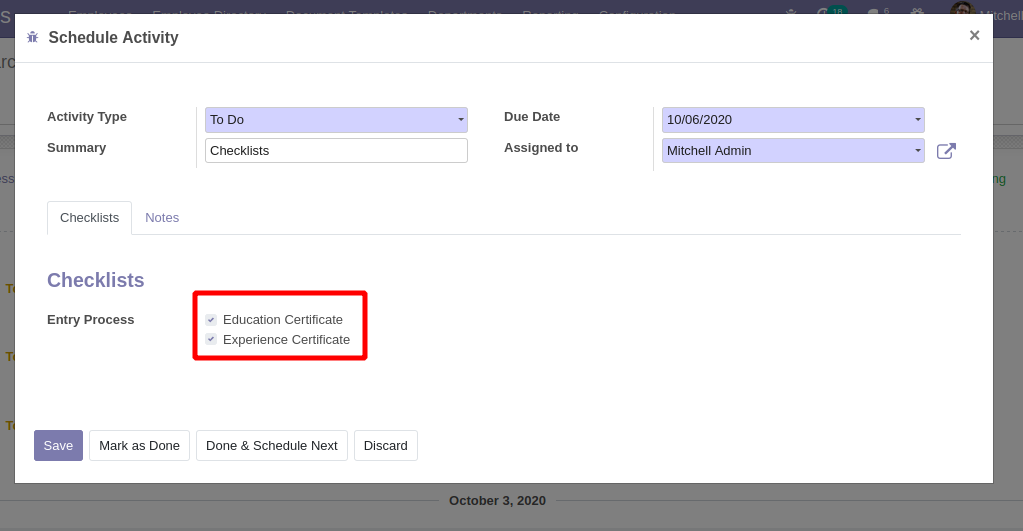 Schedule Activity ×
Activity Type To Do Due Date 10/06/2020
Summary Checklists Assigned to Mitchell Admin
Checklists Notes
Checklists
Entry Process Education Certificate
Experience Certificate
Save Mark as Done Done & Schedule Next Discard
October 3, 2020